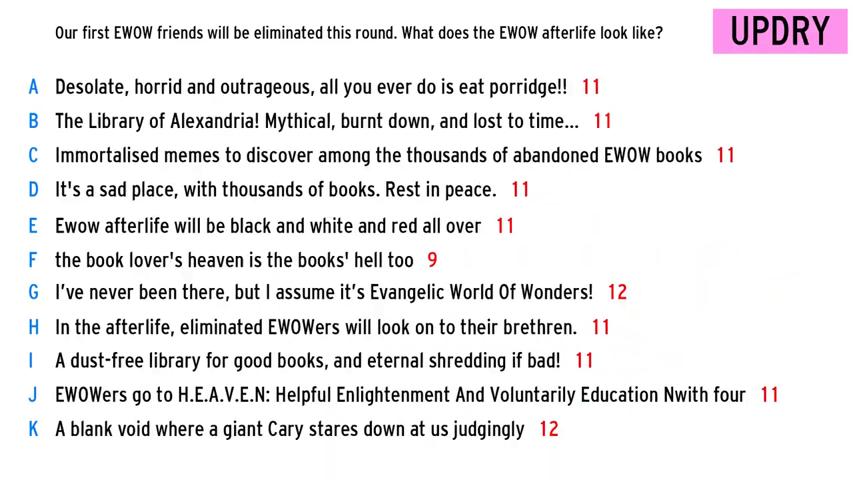 Our first EWOW friends will be eliminated this round. What does the EWOW afterlife look like?
UPDRY
A Desolate, horrid and outrageous, all you ever do is eat porridge!! 11
B The Library of Alexandria! Mythical, burnt down, and lost to time... 11
C Immortalised memes to discover among the thousands of abandoned EWOW books 11
D It's a sad place, with thousands of books. Rest in peace. 11
E Ewow afterlife will be black and white and red all over 11
F the book lover's heaven is the books' hell too 9
G I’ve never been there, but I assume it’s Evangelic World Of Wonders! 12
H In the afterlife, eliminated EWOWers will look on to their brethren. 11
I A dust-free library for good books, and eternal shredding if bad! 11
J EWOWers go to H.E.A.V.E.N: Helpful Enlightenment And Voluntarily Education Nwith four 11
K A blank void where a giant Cary stares down at us judgingly 12